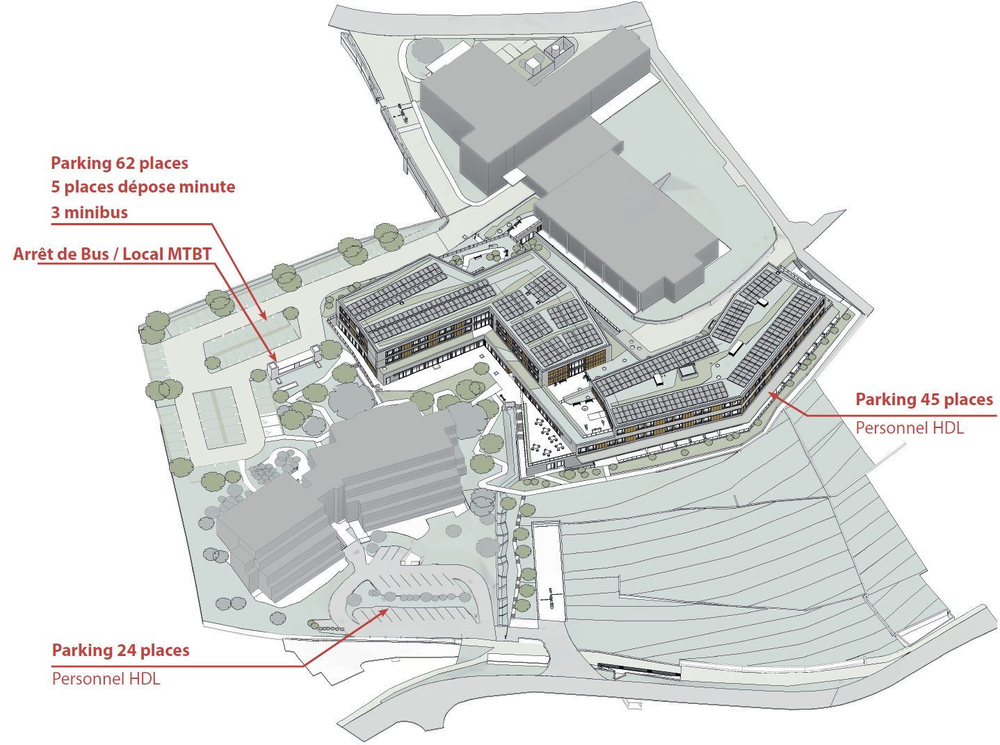 Parking 62 places
5 places dépose minute
3 minibus
Arrêt de Bus / Local MTBT
Parking 45 places
Personnel HDL
Parking 24 places
Personnel HDL